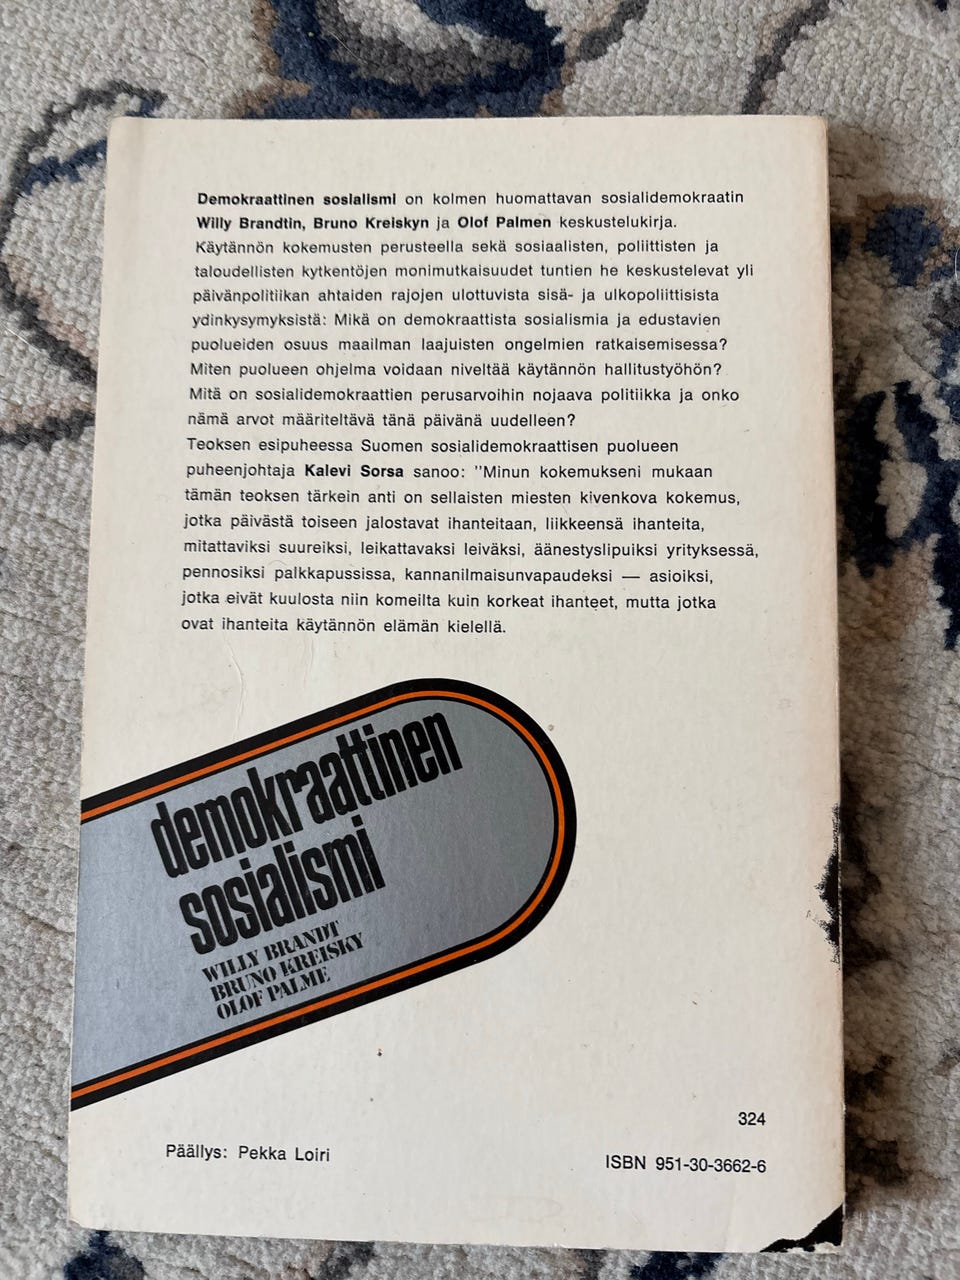 Demokraattinen sosialismi on kolmen huomattavan sosialidemokraatin
Willy Brandtin, Bruno Kreiskyn ja Olof Palmen keskustelukirja.
Käytännön kokemusten perusteella sekä sosiaalisten, poliittisten ja
taloudellisten kytkentöjen monimutkaisuudet tuntien he keskustelevat yli
päivänpolitiikan ahtaiden rajojen ulottuvista sisä- ja ulkopoliittisista
ydinkysymyksistä: Mikä on demokraattista sosialismia ja edustavien
puolueiden osuus maailman laajuisten ongelmien ratkaisemisessa?
Miten puolueen ohjelma voidaan niveltää käytännön hallitustyöhön?
Mitä on sosialidemokraattien perusarvoihin nojaava politiikka ja onko
nämä arvot määriteltävä tänä päivänä uudelleen?
Teoksen esipuheessa Suomen sosialidemokraattisen puolueen
puheenjohtaja Kalevi Sorsa sanoo: "Minun kokemukseni mukaan
tämän teoksen tärkein anti on sellaisten miesten kivenkova kokemus,
jotka päivästä toiseen jalostavat ihanteitaan, liikkeensä ihanteita,
mitattaviksi suureiksi, leikattavaksi leiväksi, äänestyslipuiksi yrityksessä,
pennosiksi palkkapussissa, kannanilmaisunvapaudeksi — asioiksi,
jotka eivät kuulosta niin komeilta kuin korkeat ihanteet, mutta jotka
ovat ihanteita käytännön elämän kielellä.
demokraattinen
sosialismi
WILLY BRANDT
BRUNO KREISKY
OLOF PALME
324
Päällys: Pekka Loiri
ISBN 951-30-3662-6